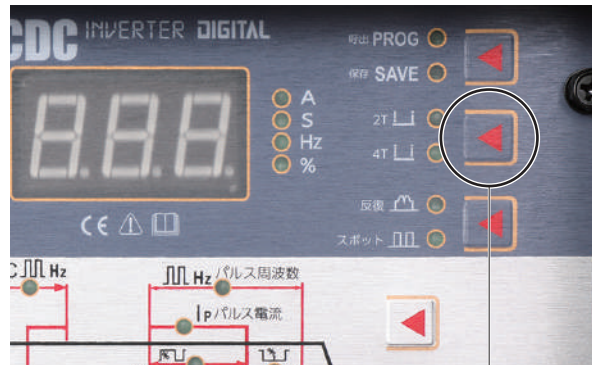 CDC INVERTER DIGITAL
呼出 PROG
保存 SAVE
888
A
S
Hz
%
2T
4T
反復
スポット
CE
C Hz
Hz パルス周波数
Ip パルス電流